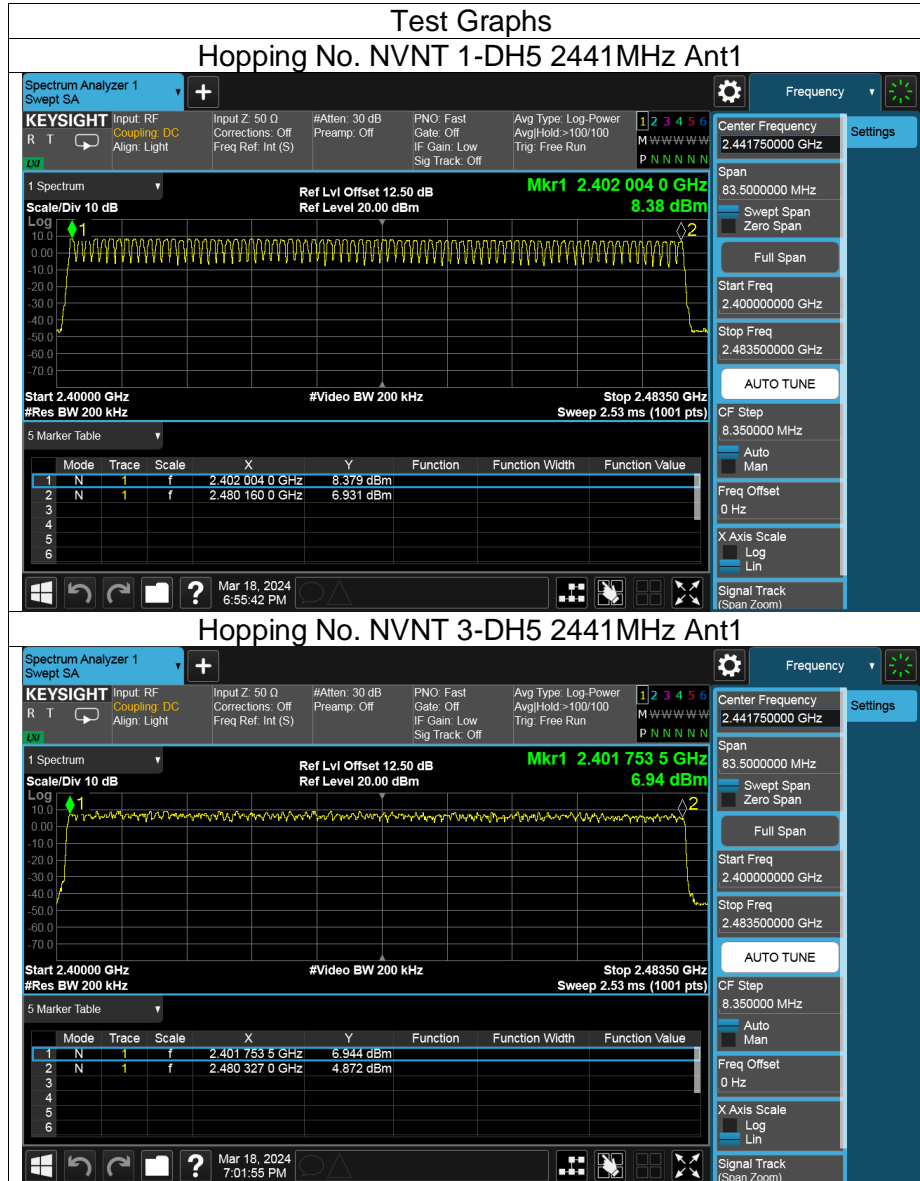 Test Graphs
Hopping No. NVNT 1-DH5 2441MHz Ant1
Spectrum Analyzer 1
Swept SA
+
Frequency
KEYSIGHT
R T
LXI
Input: RF
Coupling: DC
Align: Light
Input Z: 50 Ω
Corrections: Off
Freq Ref: Int (S)
#Atten: 30 dB
Preamp: Off
PNO: Fast
Gate: Off
IF Gain: Low
Sig Track: Off
Avg Type: Log-Power
Avg|Hold:>100/100
Trig: Free Run
1 2 3 4 5 6
M W W W W W
P N N N N N
Center Frequency
2.441750000 GHz
Settings
Span
83.5000000 MHz
Swept Span
Zero Span
Full Span
Start Freq
2.400000000 GHz
Stop Freq
2.483500000 GHz
AUTO TUNE
CF Step
8.350000 MHz
Auto
Man
Freq Offset
0 Hz
X Axis Scale
Log
Lin
Signal Track
(Span Zoom)
1 Spectrum
Scale/Div 10 dB
Ref Lvl Offset 12.50 dB
Ref Level 20.00 dBm
Mkr1 2.402 004 0 GHz
8.38 dBm
Log
1
2
10.0
0.00
-10.0
-20.0
-30.0
-40.0
-50.0
-60.0
-70.0
Start 2.40000 GHz
#Res BW 200 kHz
#Video BW 200 kHz
Stop 2.48350 GHz
Sweep 2.53 ms (1001 pts)
5 Marker Table
Mode Trace Scale X Y Function Function Width Function Value
1 N 1 f 2.402 004 0 GHz 8.379 dBm
2 N 1 f 2.480 160 0 GHz 6.931 dBm
3
4
5
6
?
Mar 18, 2024
6:55:42 PM
Hopping No. NVNT 3-DH5 2441MHz Ant1
Spectrum Analyzer 1
Swept SA
+
Frequency
KEYSIGHT
R T
LXI
Input: RF
Coupling: DC
Align: Light
Input Z: 50 Ω
Corrections: Off
Freq Ref: Int (S)
#Atten: 30 dB
Preamp: Off
PNO: Fast
Gate: Off
IF Gain: Low
Sig Track: Off
Avg Type: Log-Power
Avg|Hold:>100/100
Trig: Free Run
1 2 3 4 5 6
M W W W W W
P N N N N N
Center Frequency
2.441750000 GHz
Settings
Span
83.5000000 MHz
Swept Span
Zero Span
Full Span
Start Freq
2.400000000 GHz
Stop Freq
2.483500000 GHz
AUTO TUNE
CF Step
8.350000 MHz
Auto
Man
Freq Offset
0 Hz
X Axis Scale
Log
Lin
Signal Track
(Span Zoom)
1 Spectrum
Scale/Div 10 dB
Ref Lvl Offset 12.50 dB
Ref Level 20.00 dBm
Mkr1 2.401 753 5 GHz
6.94 dBm
Log
1
2
10.0
0.00
-10.0
-20.0
-30.0
-40.0
-50.0
-60.0
-70.0
Start 2.40000 GHz
#Res BW 200 kHz
#Video BW 200 kHz
Stop 2.48350 GHz
Sweep 2.53 ms (1001 pts)
5 Marker Table
Mode Trace Scale X Y Function Function Width Function Value
1 N 1 f 2.401 753 5 GHz 6.944 dBm
2 N 1 f 2.480 327 0 GHz 4.872 dBm
3
4
5
6
?
Mar 18, 2024
7:01:55 PM